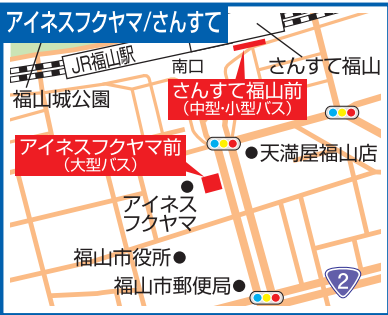 アイネスフクヤマ/さんすて
JR福山駅
南口
さんすて福山
福山城公園
さんすて福山前
（中型・小型バス）
アイネスフクヤマ前
（大型バス）
天満屋福山店
アイネス
フクヤマ
福山市役所
福山市郵便局
2